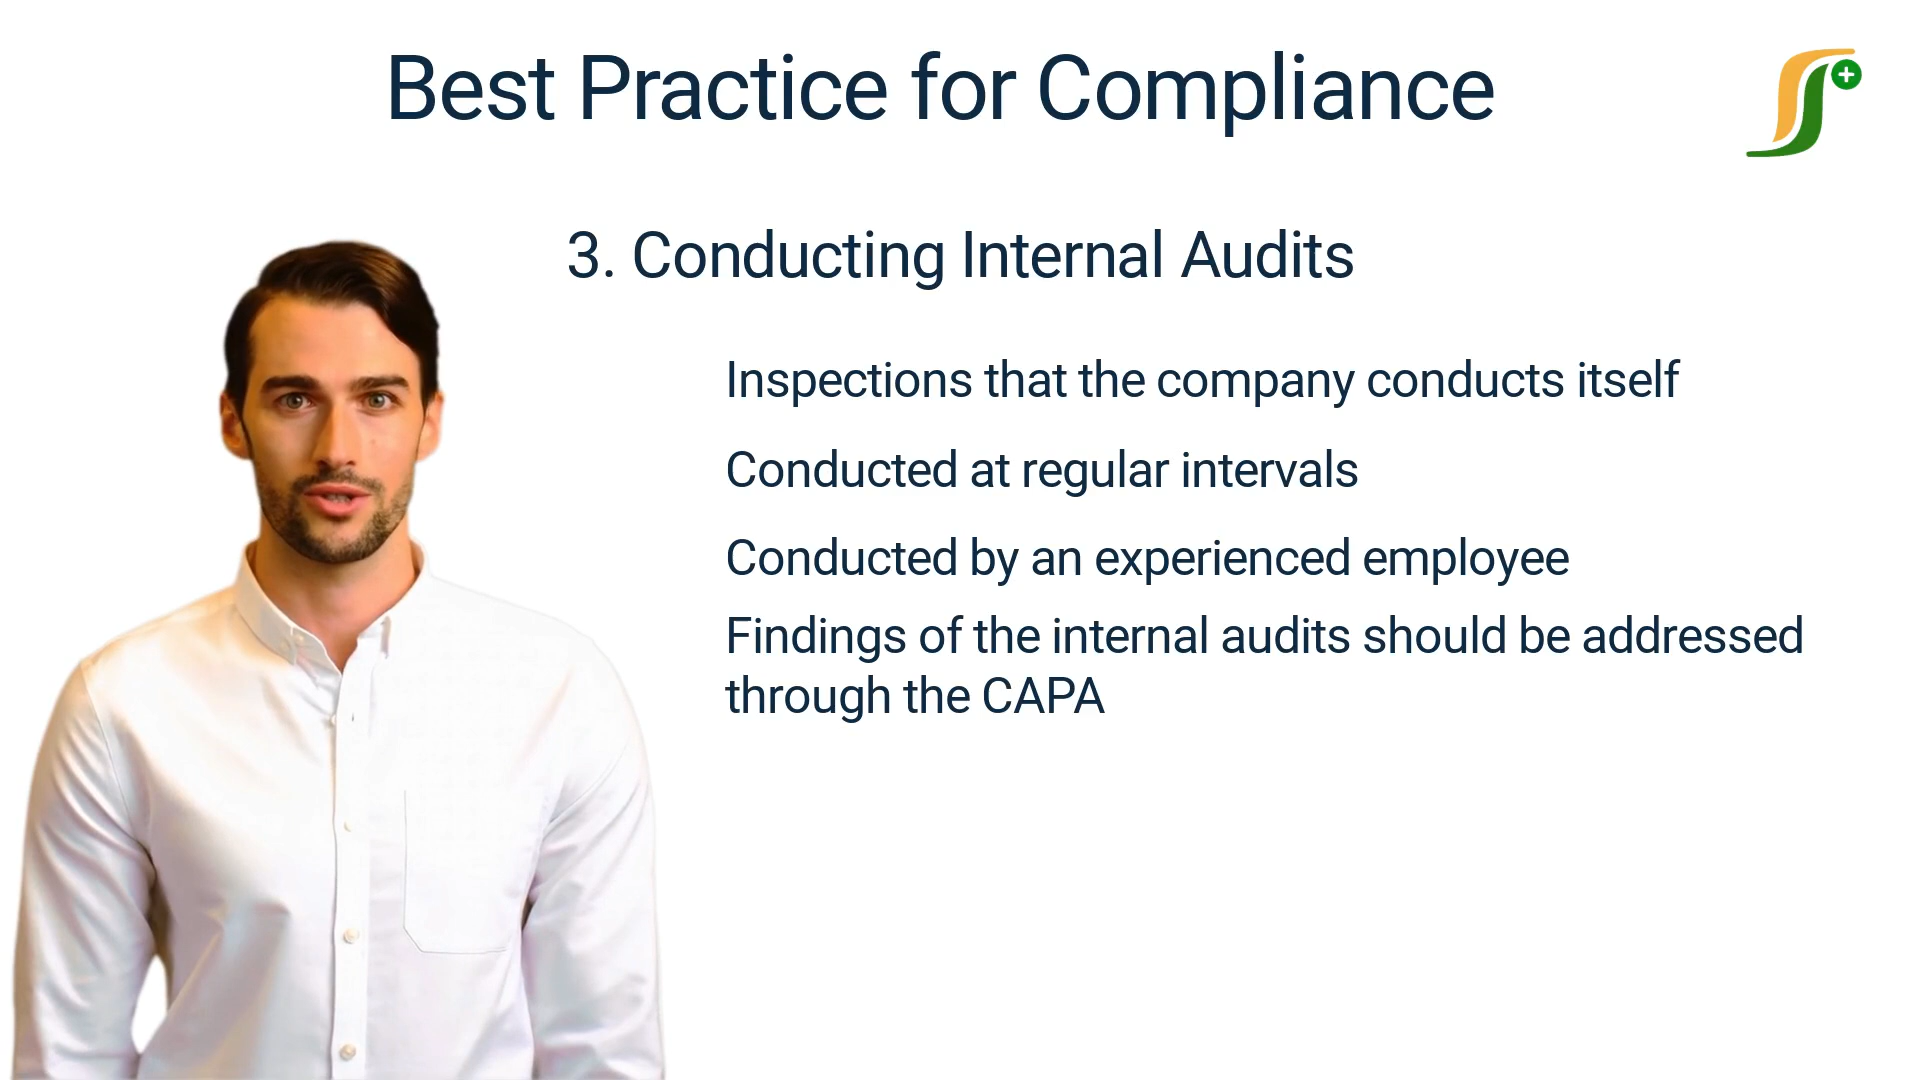 Best Practice for Compliance
3. Conducting Internal Audits
Inspections that the company conducts itself
Conducted at regular intervals
Conducted by an experienced employee
Findings of the internal audits should be addressed
through the CAPA